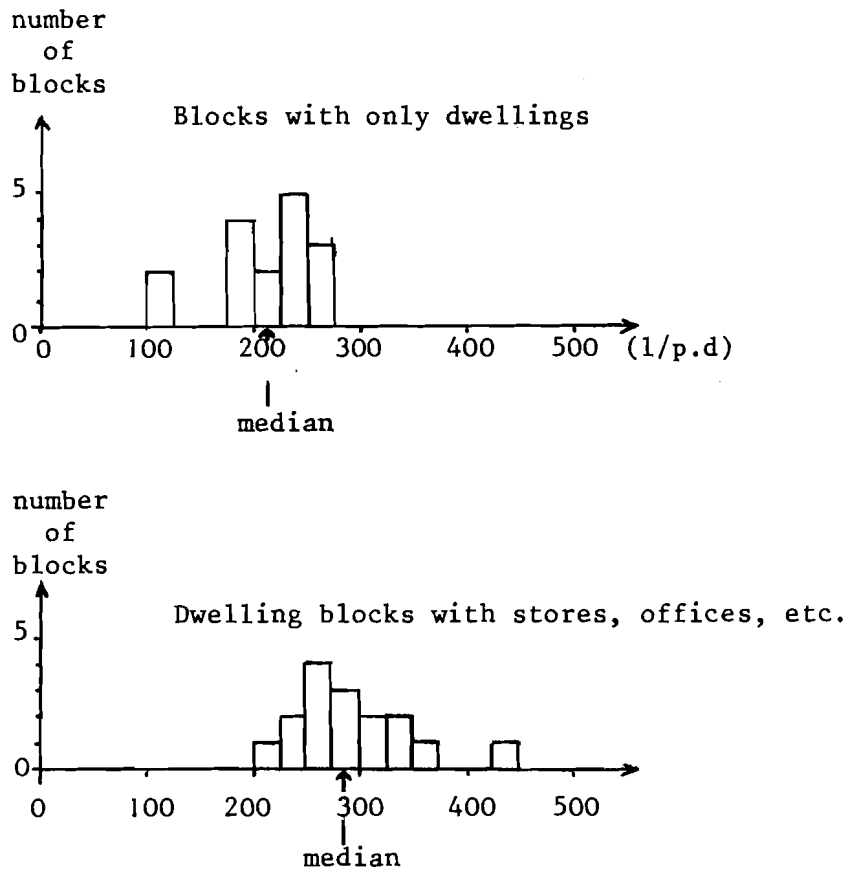 number
of
blocks
Blocks with only dwellings
5
0
0 100 200 300 400 500 (1/p.d)
median
number
of
blocks
Dwelling blocks with stores, offices, etc.
5
0
0 100 200 300 400 500
median